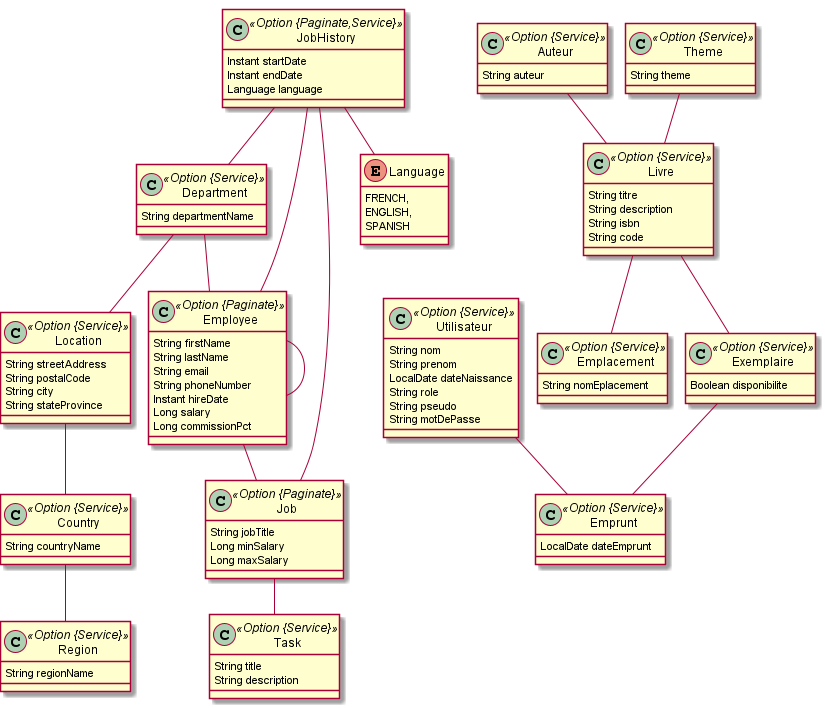 C «Option {Paginate,Service}»
JobHistory
Instant startDate
Instant endDate
Language language
C «Option {Service}»
Auteur
String auteur
C «Option {Service}»
Theme
String theme
C «Option {Service}»
Department
String departmentName
E Language
FRENCH,
ENGLISH,
SPANISH
C «Option {Service}»
Livre
String titre
String description
String isbn
String code
C «Option {Service}»
Location
String streetAddress
String postalCode
String city
String stateProvince
C «Option {Paginate}»
Employee
String firstName
String lastName
String email
String phoneNumber
Instant hireDate
Long salary
Long commissionPct
C «Option {Service}»
Utilisateur
String nom
String prenom
LocalDate dateNaissance
String role
String pseudo
String motDePasse
C «Option {Service}»
Emplacement
String nomEplacement
C «Option {Service}»
Exemplaire
Boolean disponibilite
C «Option {Service}»
Country
String countryName
C «Option {Paginate}»
Job
String jobTitle
Long minSalary
Long maxSalary
C «Option {Service}»
Emprunt
LocalDate dateEmprunt
C «Option {Service}»
Region
String regionName
C «Option {Service}»
Task
String title
String description